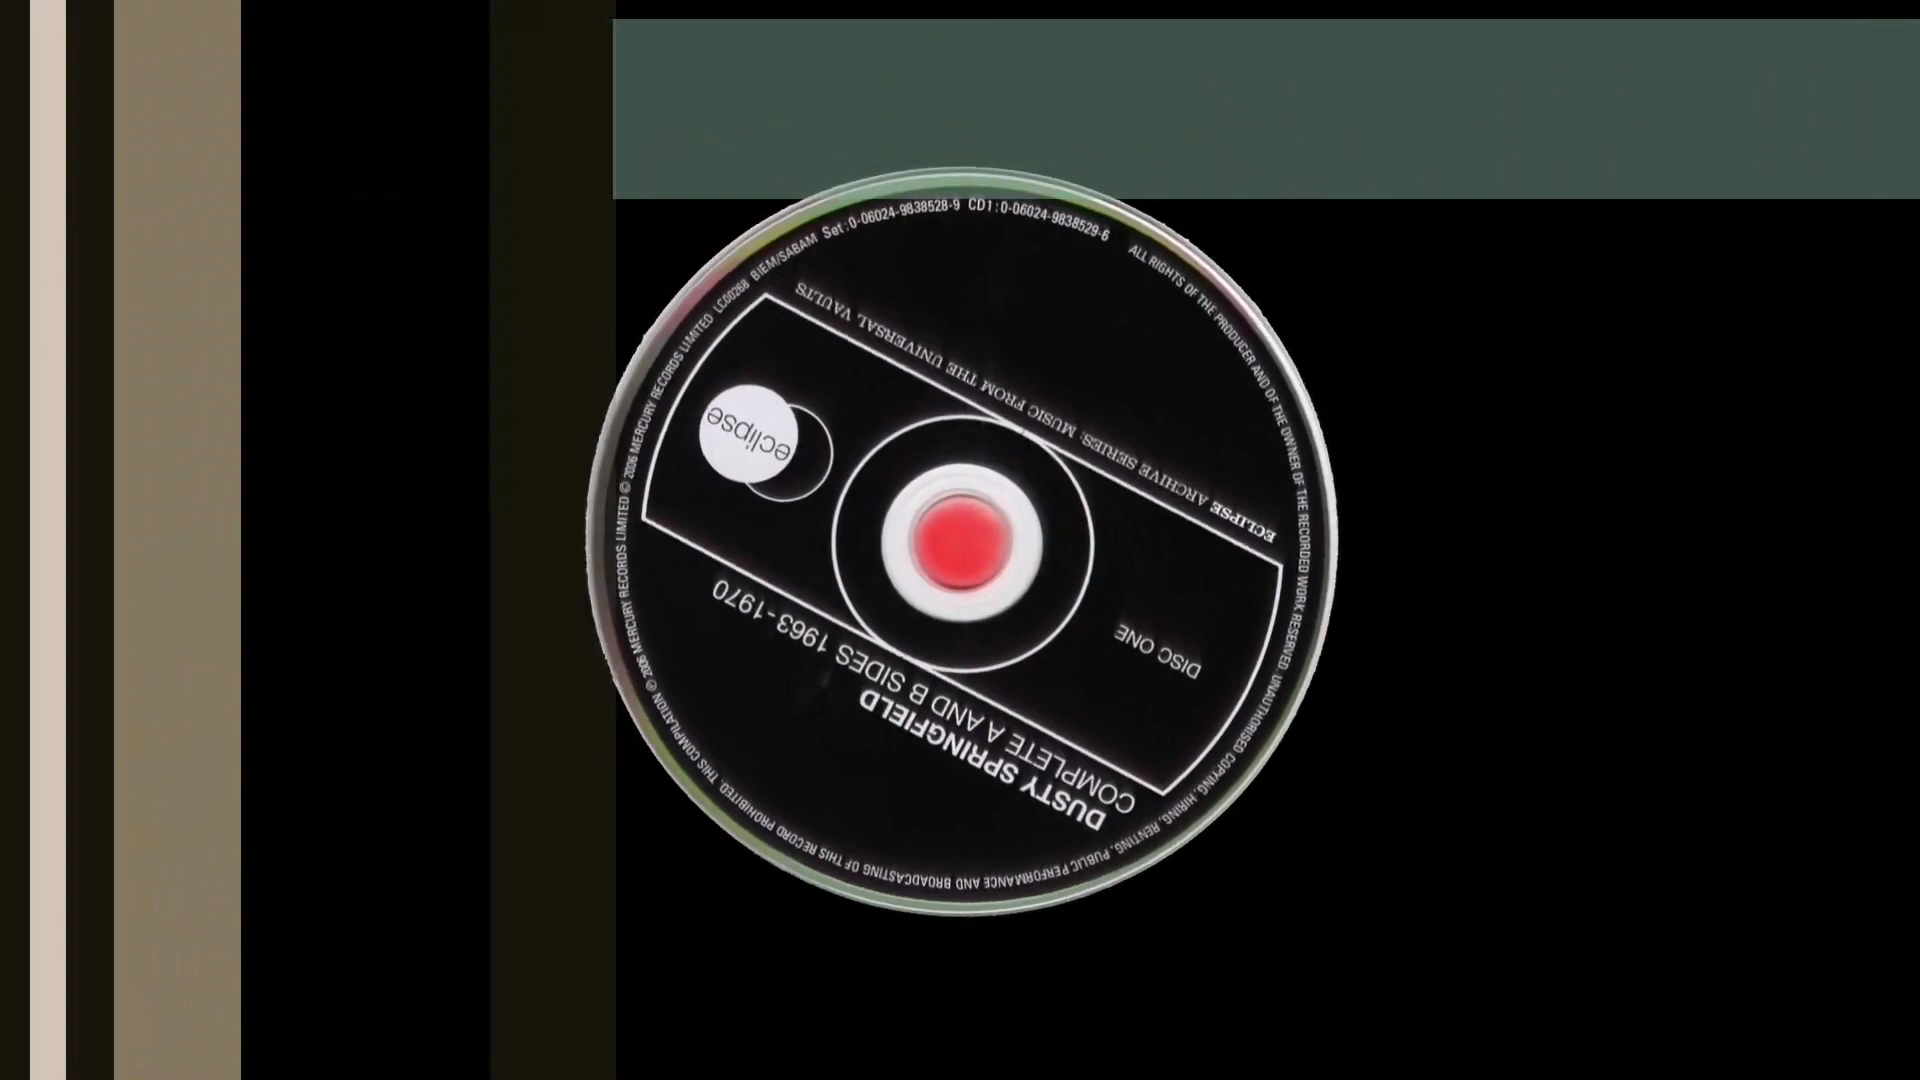 DUSTY SPRINGFIELD
COMPLETE A AND B SIDES 1963-1970
DISC ONE
eclipse
ECLIPSE ARCHIVE SERIES: MUSIC FROM THE UNIVERSAL VAULTS
THIS COMPILATION ℗ 2006 MERCURY RECORDS LIMITED © 2006 MERCURY RECORDS LIMITED LC00268 BIEM/SABAM Set:0-06024-9838528-9 CD1:0-06024-9838529-6
ALL RIGHTS OF THE PRODUCER AND OF THE OWNER OF THE RECORDED WORK RESERVED. UNAUTHORISED COPYING, HIRING, RENTING, PUBLIC PERFORMANCE AND BROADCASTING OF THIS RECORD PROHIBITED.